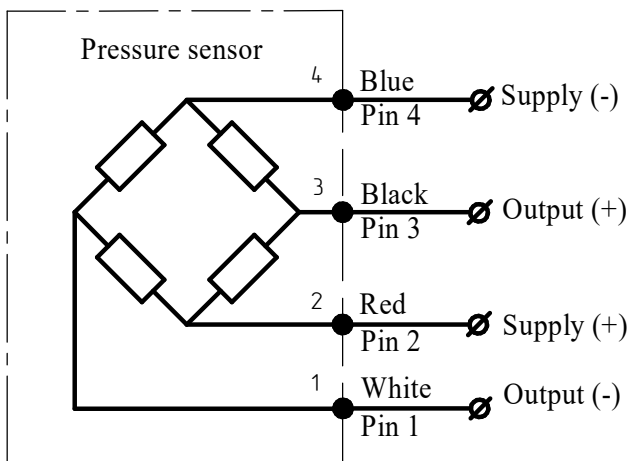 Pressure sensor
4 Blue
Pin 4
Supply (-)
3 Black
Pin 3
Output (+)
2 Red
Pin 2
Supply (+)
1 White
Pin 1
Output (-)